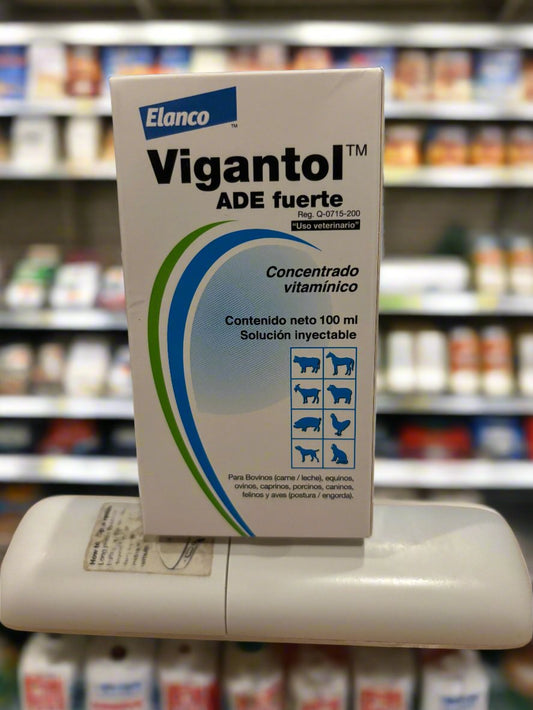 Elanco™
Vigantol™
ADE fuerte
Reg. Q-0715-200
"Uso veterinario"
Concentrado
vitamínico
Contenido neto 100 ml
Solución inyectable
Para Bovinos (carne / leche), equinos,
ovinos, caprinos, porcinos, caninos,
felinos y aves (postura / engorda).